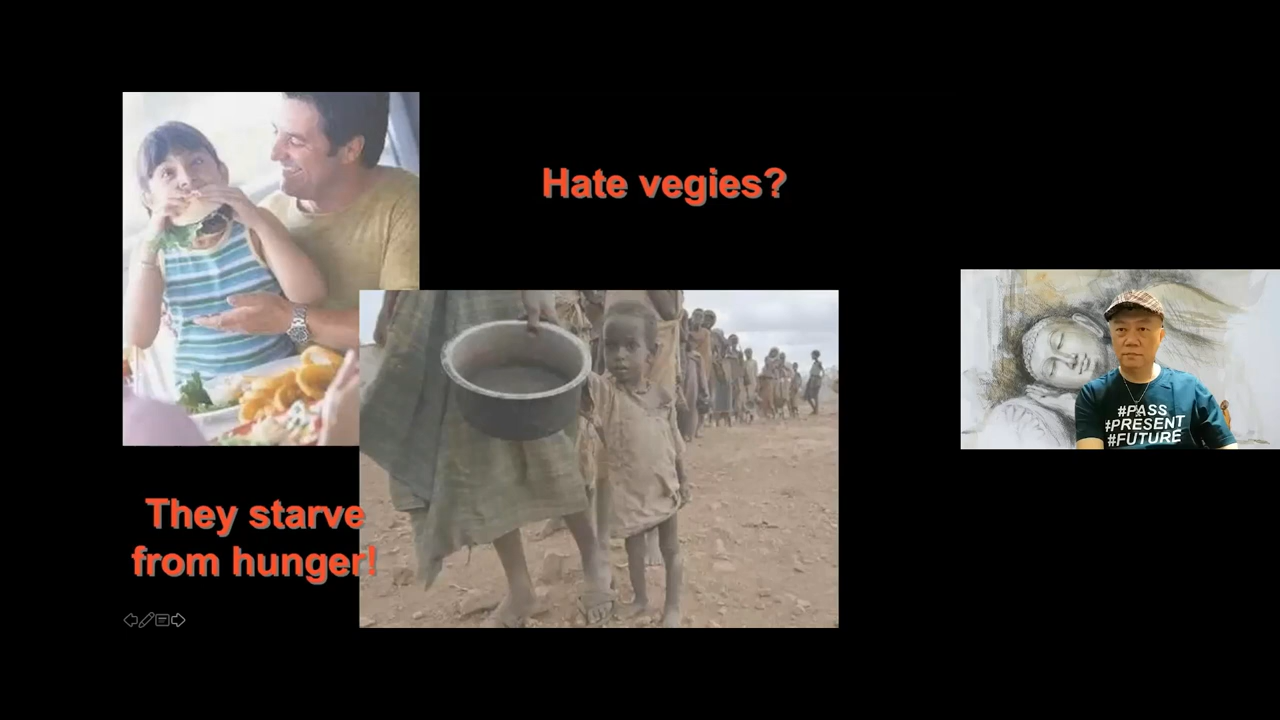 Hate vegies?
They starve
from hunger!
#PASS
#PRESENT
#FUTURE